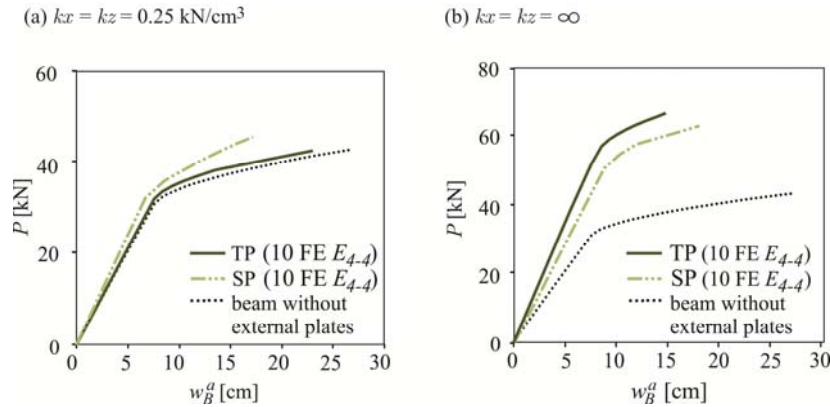 (a) kx = kz = 0.25 kN/cm³
(b) kx = kz = ∞
60
40
20
0
P [kN]
TP (10 FE E4-4)
SP (10 FE E4-4)
beam without
external plates
0 5 10 15 20 25 30
w_B^a [cm]
80
60
40
20
0
P [kN]
TP (10 FE E4-4)
SP (10 FE E4-4)
beam without
external plates
0 5 10 15 20 25 30
w_B^a [cm]